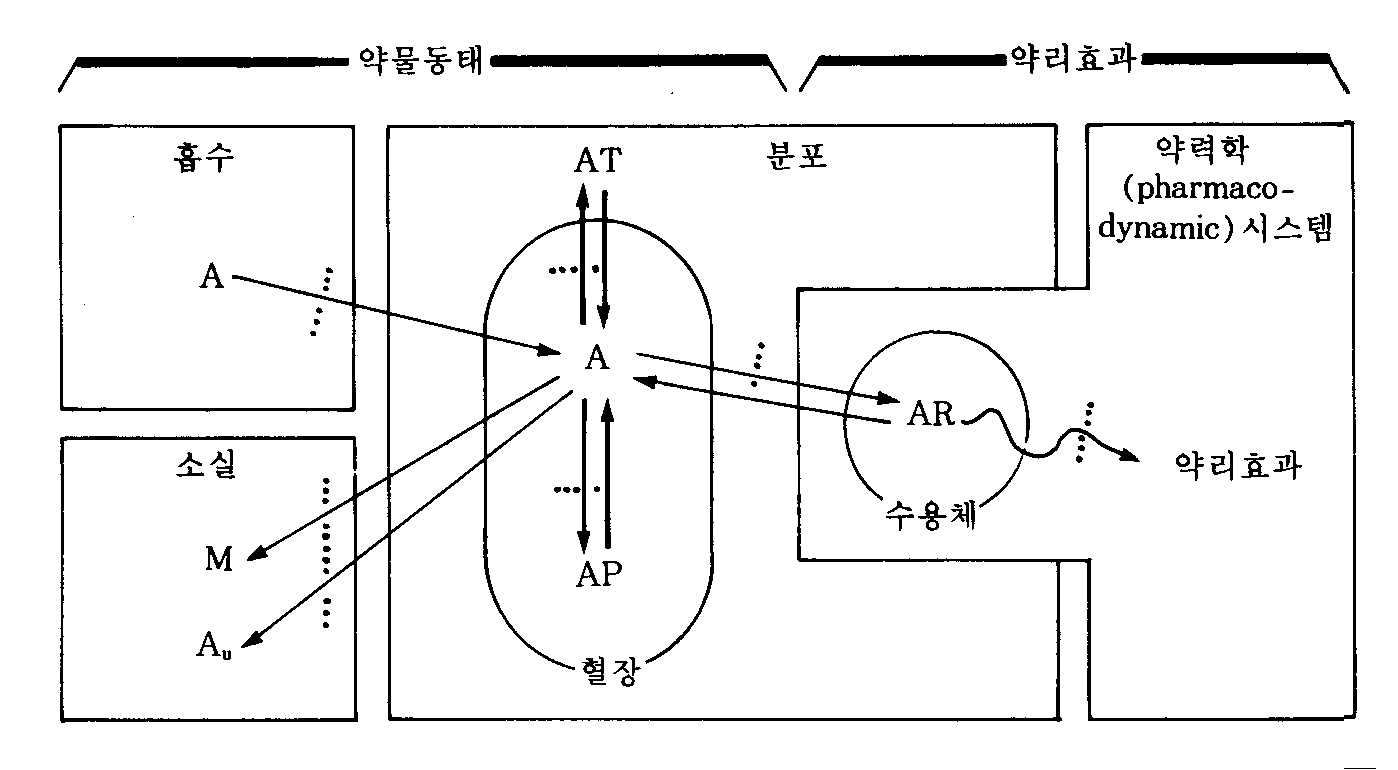 약물동태
약리효과
흡수
A
소실
M
Au
분포
AT
A
AP
혈장
약력학
(pharmaco-
dynamic)시스템
AR
수용체
약리효과